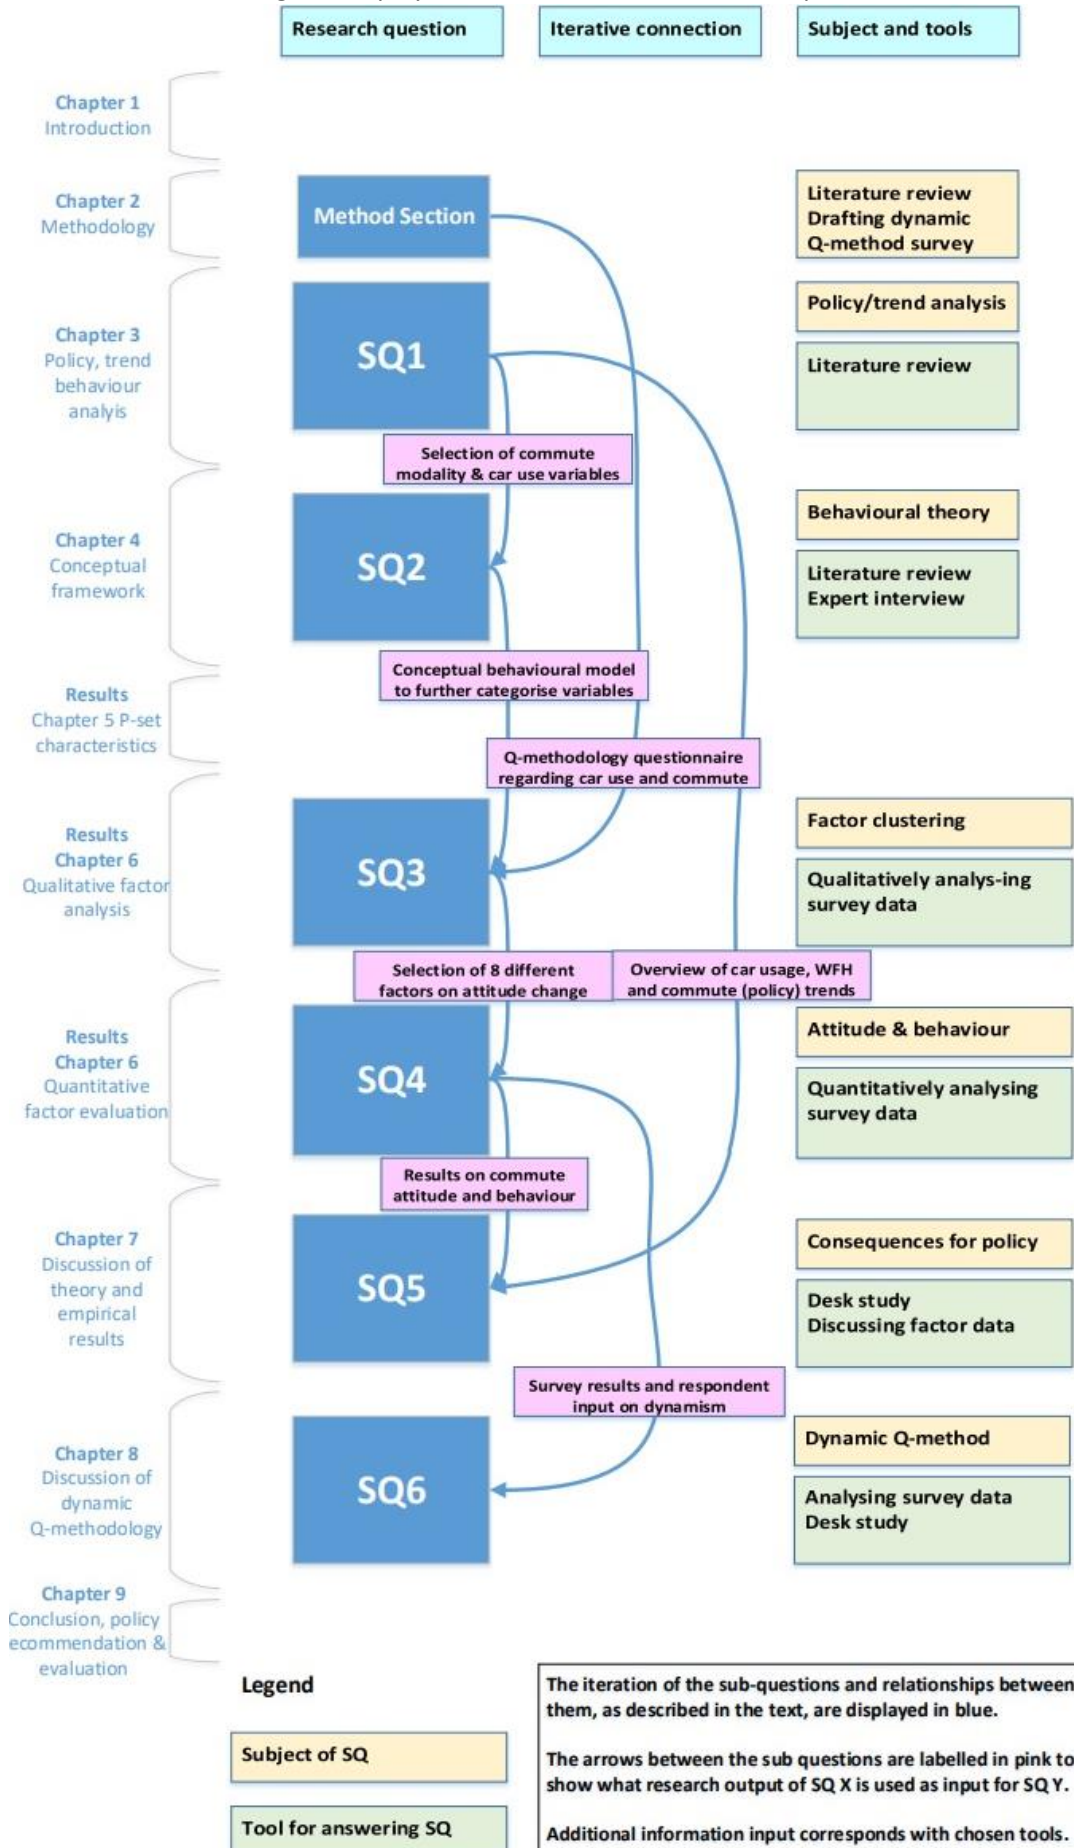 Research question
Iterative connection
Subject and tools
Chapter 1
Introduction
Chapter 2
Methodology
Method Section
Literature review
Drafting dynamic
Q-method survey
Chapter 3
Policy, trend
behaviour
analyis
SQ1
Policy/trend analysis
Literature review
Selection of commute
modality & car use variables
Chapter 4
Conceptual
framework
SQ2
Behavioural theory
Literature review
Expert interview
Conceptual behavioural model
to further categorise variables
Results
Chapter 5 P-set
characteristics
Q-methodology questionnaire
regarding car use and commute
Results
Chapter 6
Qualitative factor
analysis
SQ3
Factor clustering
Qualitatively analys-ing
survey data
Selection of 8 different
factors on attitude change
Overview of car usage, WFH
and commute (policy) trends
Results
Chapter 6
Quantitative
factor evaluation
SQ4
Attitude & behaviour
Quantitatively analysing
survey data
Results on commute
attitude and behaviour
Chapter 7
Discussion of
theory and
empirical
results
SQ5
Consequences for policy
Desk study
Discussing factor data
Survey results and respondent
input on dynamism
Chapter 8
Discussion of
dynamic
Q-methodology
SQ6
Dynamic Q-method
Analysing survey data
Desk study
Chapter 9
Conclusion, policy
ecommendation &
evaluation
Legend
Subject of SQ
Tool for answering SQ
The iteration of the sub-questions and relationships between
them, as described in the text, are displayed in blue.
The arrows between the sub questions are labelled in pink to
show what research output of SQ X is used as input for SQ Y.
Additional information input corresponds with chosen tools.